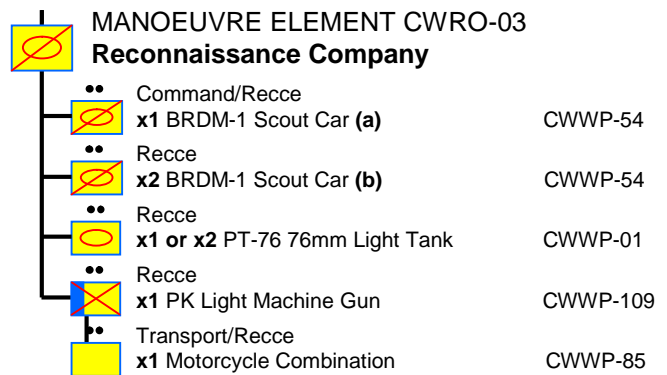 MANOEUVRE ELEMENT CWRO-03
Reconnaissance Company
Command/Recce
x1 BRDM-1 Scout Car (a) CWWP-54
Recce
x2 BRDM-1 Scout Car (b) CWWP-54
Recce
x1 or x2 PT-76 76mm Light Tank CWWP-01
Recce
x1 PK Light Machine Gun CWWP-109
Transport/Recce
x1 Motorcycle Combination CWWP-85